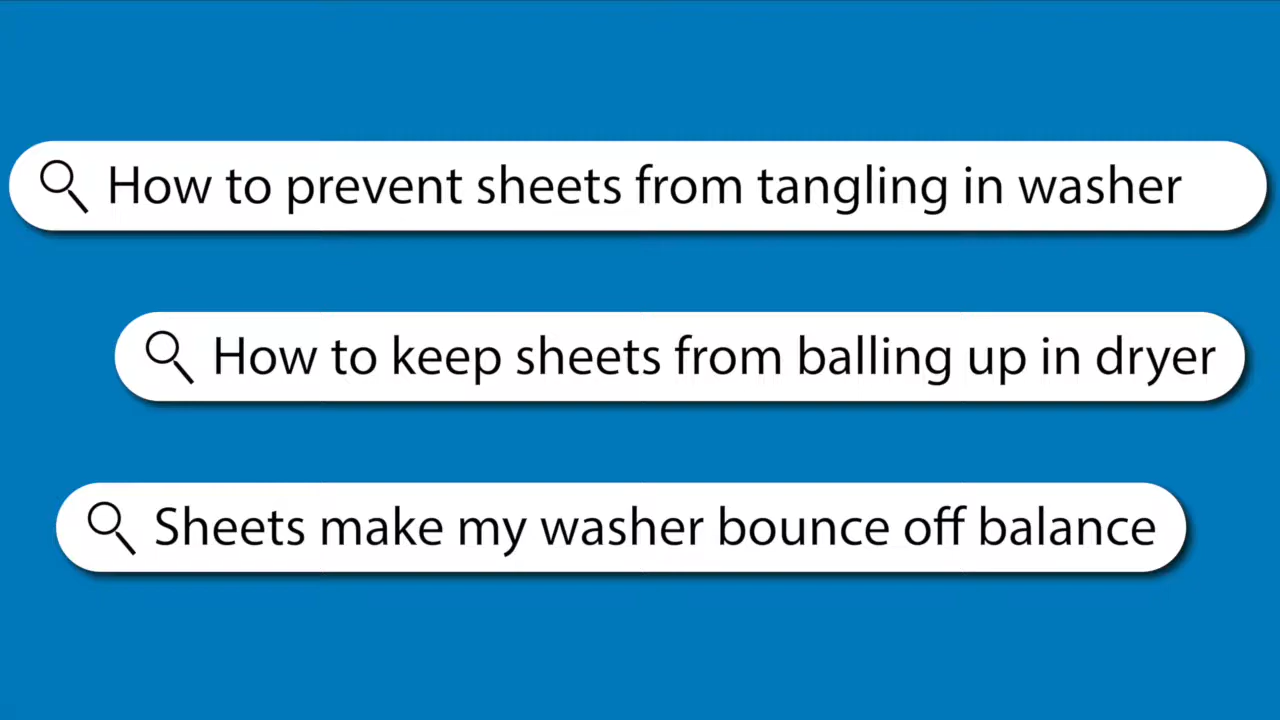 How to prevent sheets from tangling in washer
How to keep sheets from balling up in dryer
Sheets make my washer bounce off balance